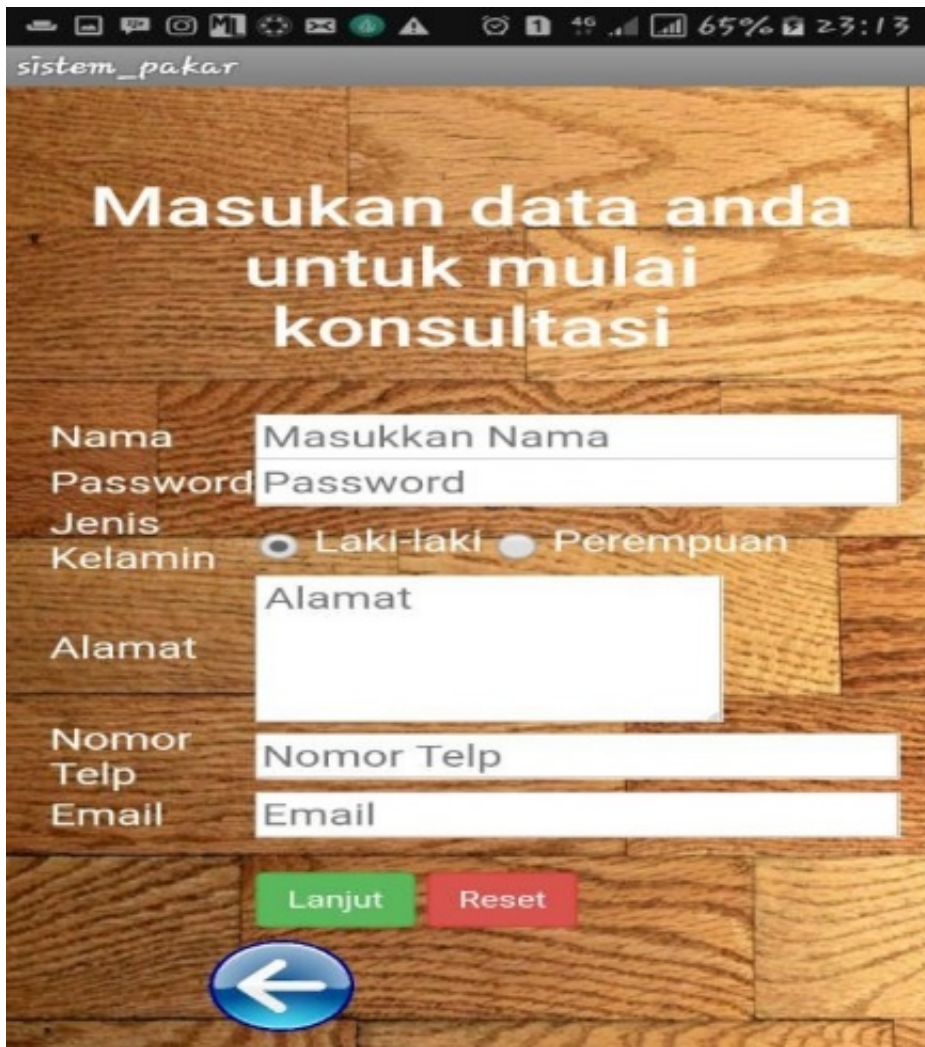 4G 65% 23:13
sistem_pakar
Masukan data anda
untuk mulai
konsultasi
Nama Masukkan Nama
Password Password
Jenis
Kelamin Laki-laki Perempuan
Alamat Alamat
Nomor
Telp Nomor Telp
Email Email
Lanjut Reset